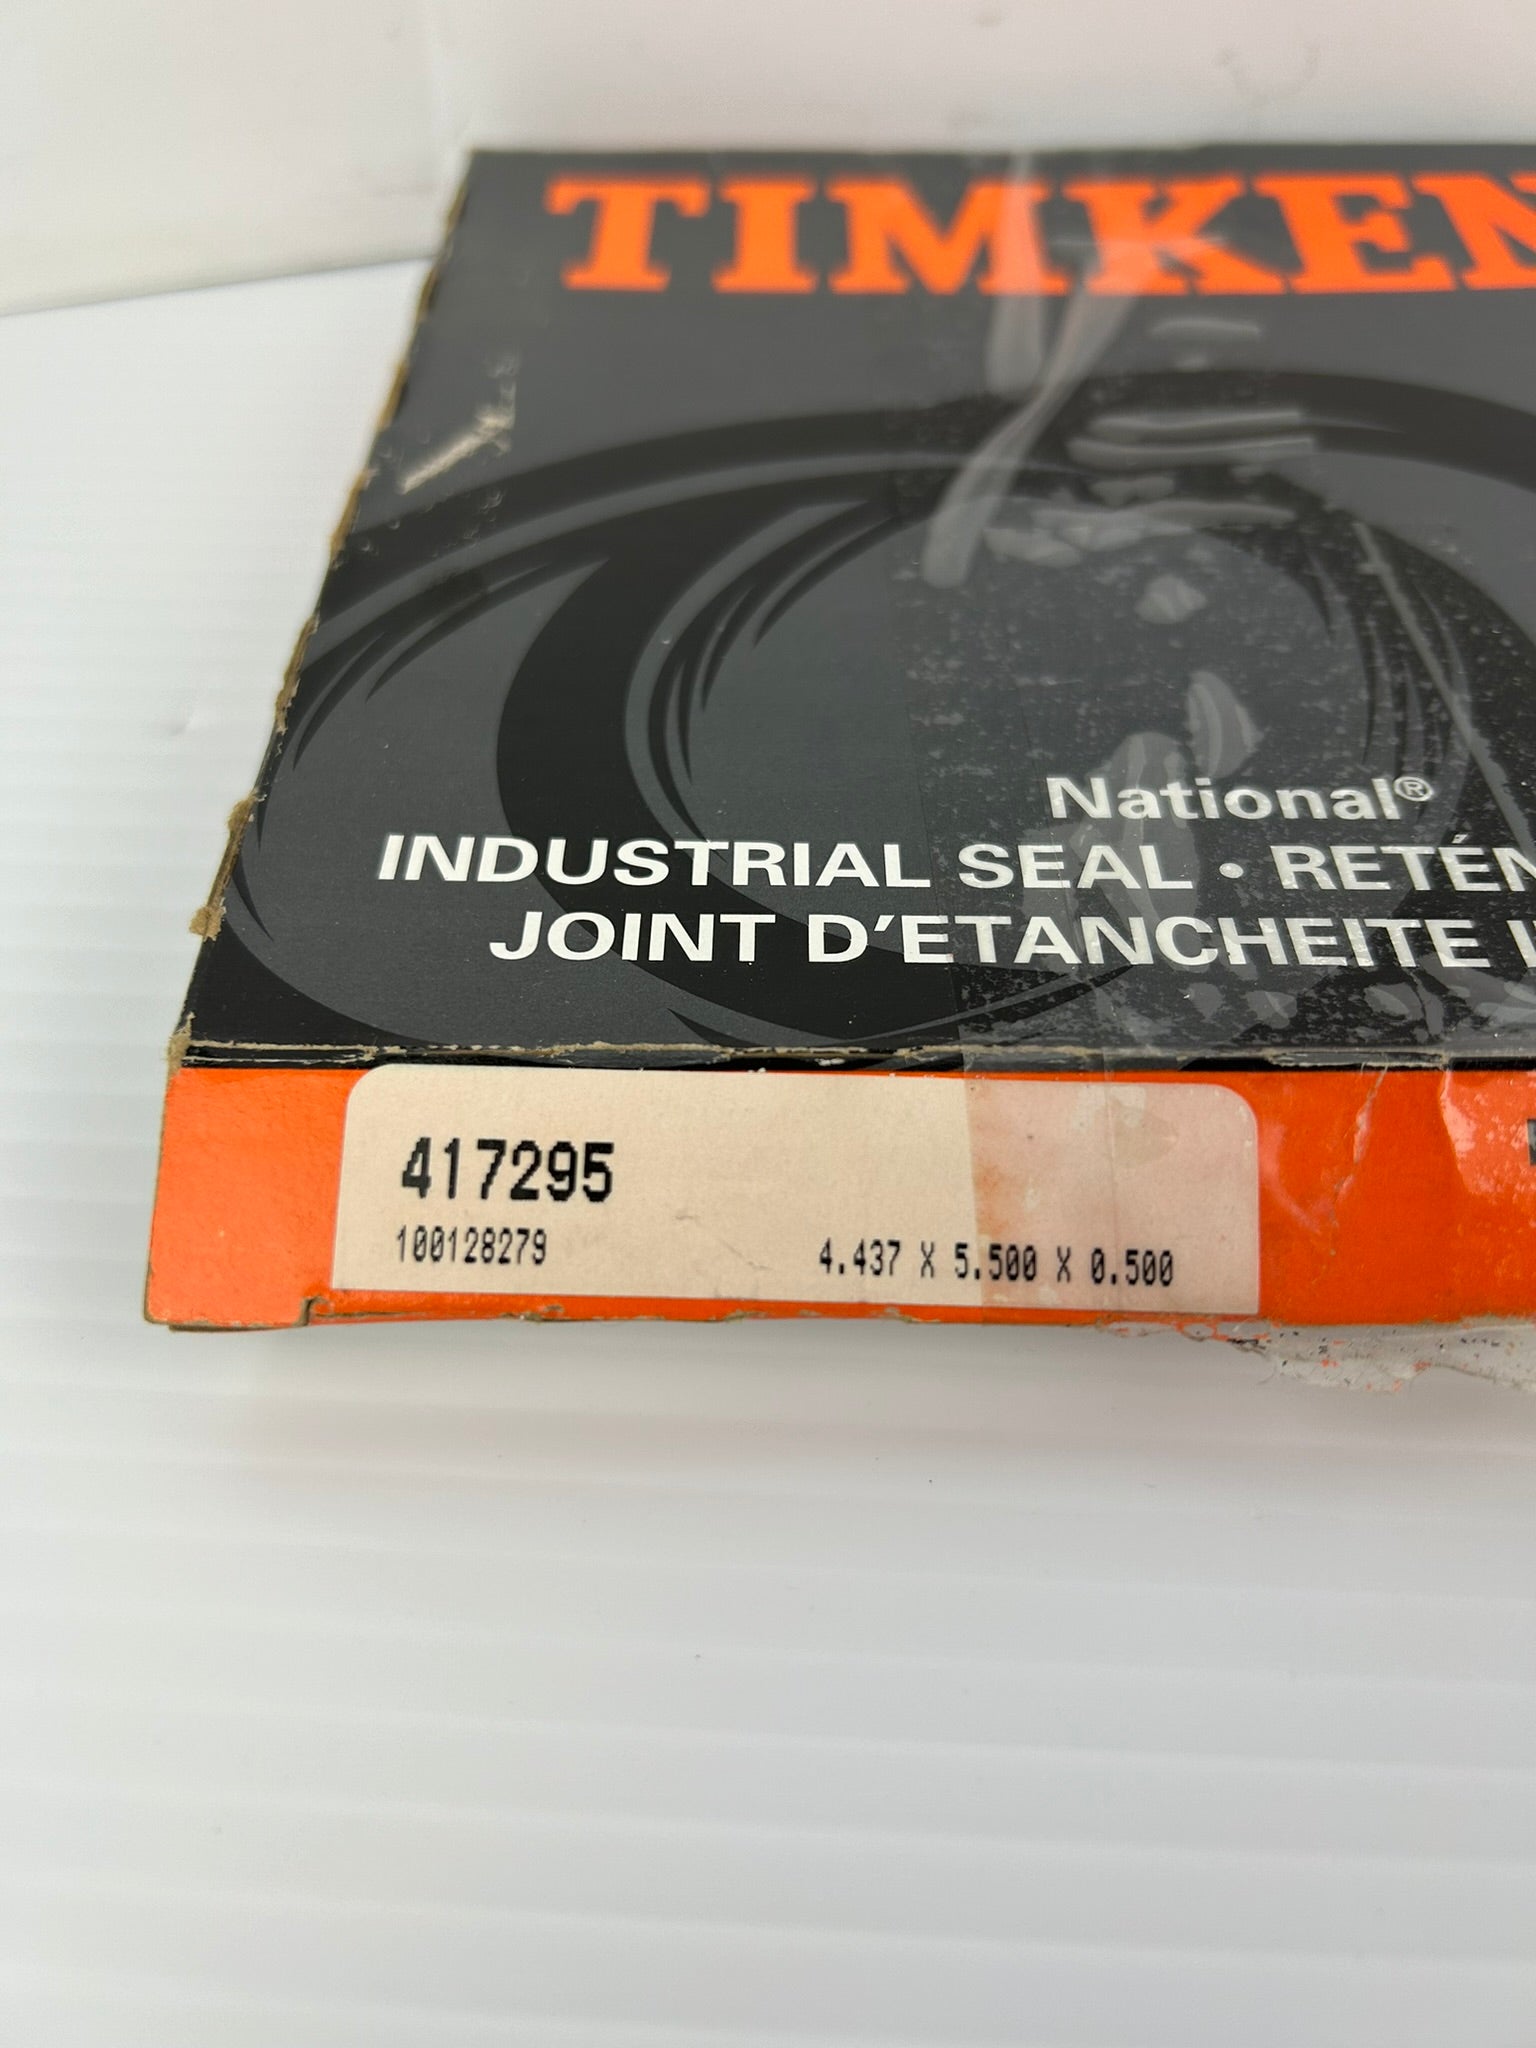 TIMKEN
National®
INDUSTRIAL SEAL • RETÉN
JOINT D'ETANCHEITE
417295
100128279
4.437 X 5.500 X 0.500